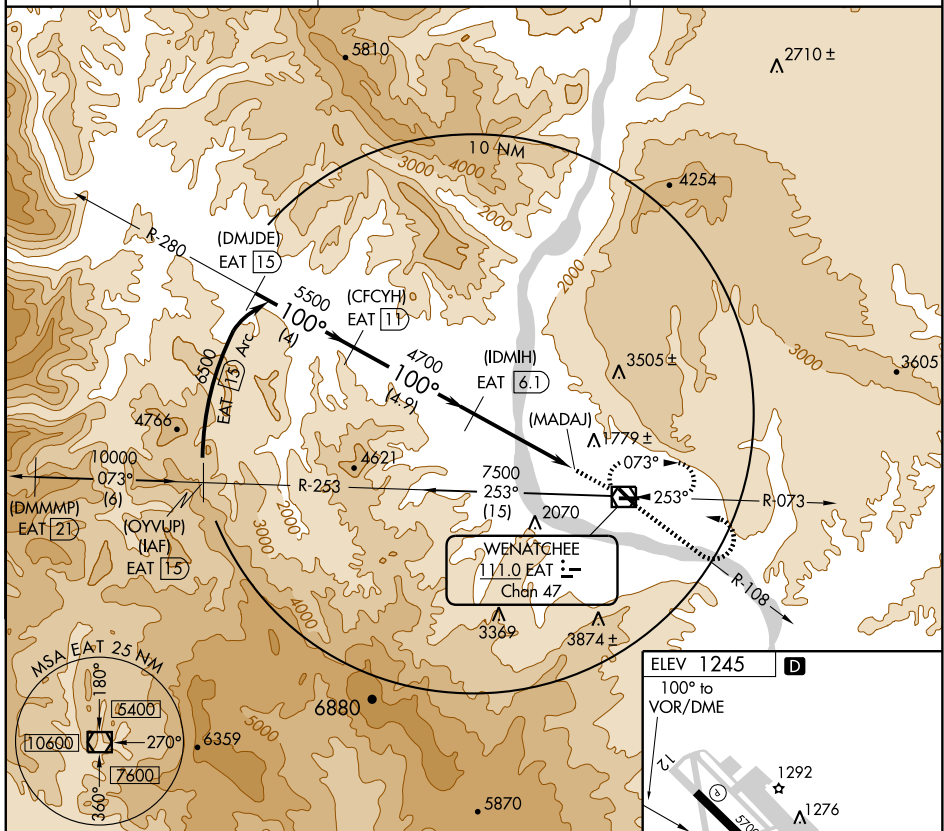 5810
2710 ±
10 NM
3000
4000
4254
2000
R-280
(DMJDE)
EAT 15
2000
5500
100°
(4)
(CFCYH)
EAT 11
3000
6500
EAT 15 Arc
4700
100°
(4.9)
(IDMIH)
EAT 6.1
3505 ±
3605
4766
(MADAJ)
1779 ±
10000
073°
(6)
4621
R-253
7500
253°
(15)
073°
253°
R-073
(DMMMP)
EAT 21
(OYVUP)
(IAF)
EAT 15
2000
3000
2070
WENATCHEE
111.0 EAT
Chan 47
R-108
4000
3369
3874 ±
MSA EAT 25 NM
180°
5400
10600
270°
7600
360°
6359
5000
6880
5870
ELEV 1245
D
100° to
VOR/DME
12
1292
P
1276